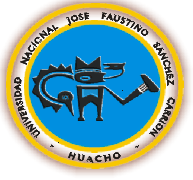 UNIVERSIDAD NACIONAL JOSE FAUSTINO SANCHEZ CARRION
- HUACHO -